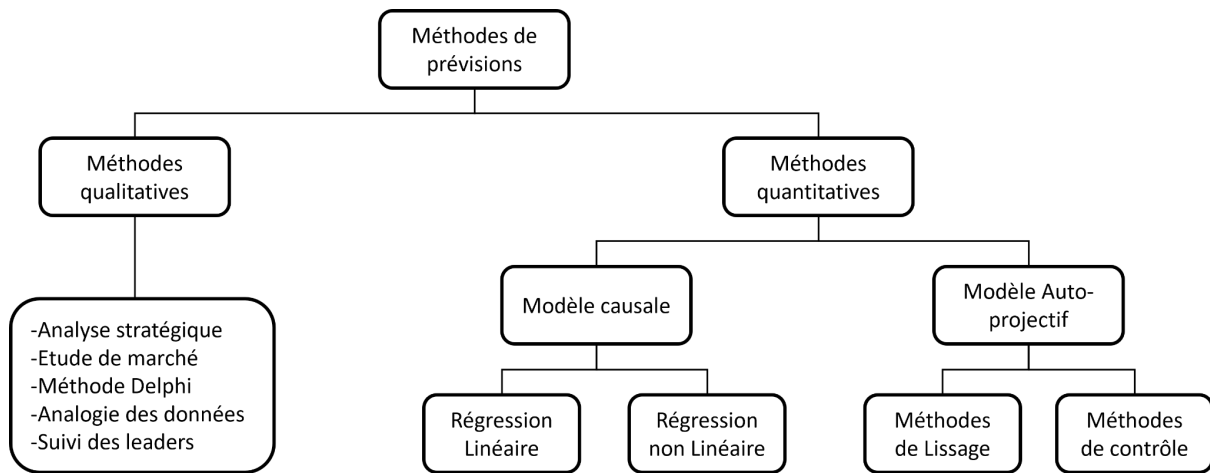 Méthodes de
prévisions
Méthodes
qualitatives
Méthodes
quantitatives
-Analyse stratégique
-Etude de marché
-Méthode Delphi
-Analogie des données
-Suivi des leaders
Modèle causale
Modèle Auto-
projectif
Régression
Linéaire
Régression
non Linéaire
Méthodes
de Lissage
Méthodes
de contrôle